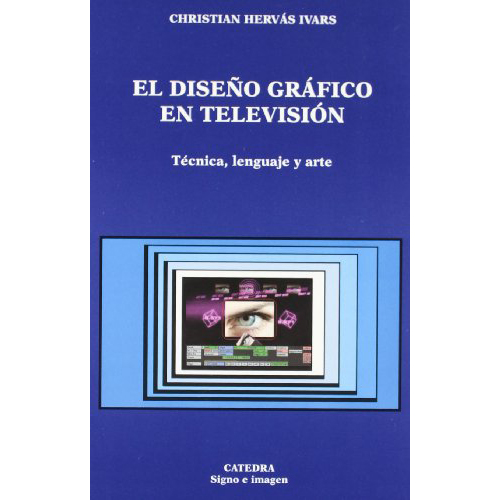 CHRISTIAN HERVÁS IVARS
EL DISEÑO GRÁFICO
EN TELEVISIÓN
Técnica, lenguaje y arte
CATEDRA
Signo e imagen